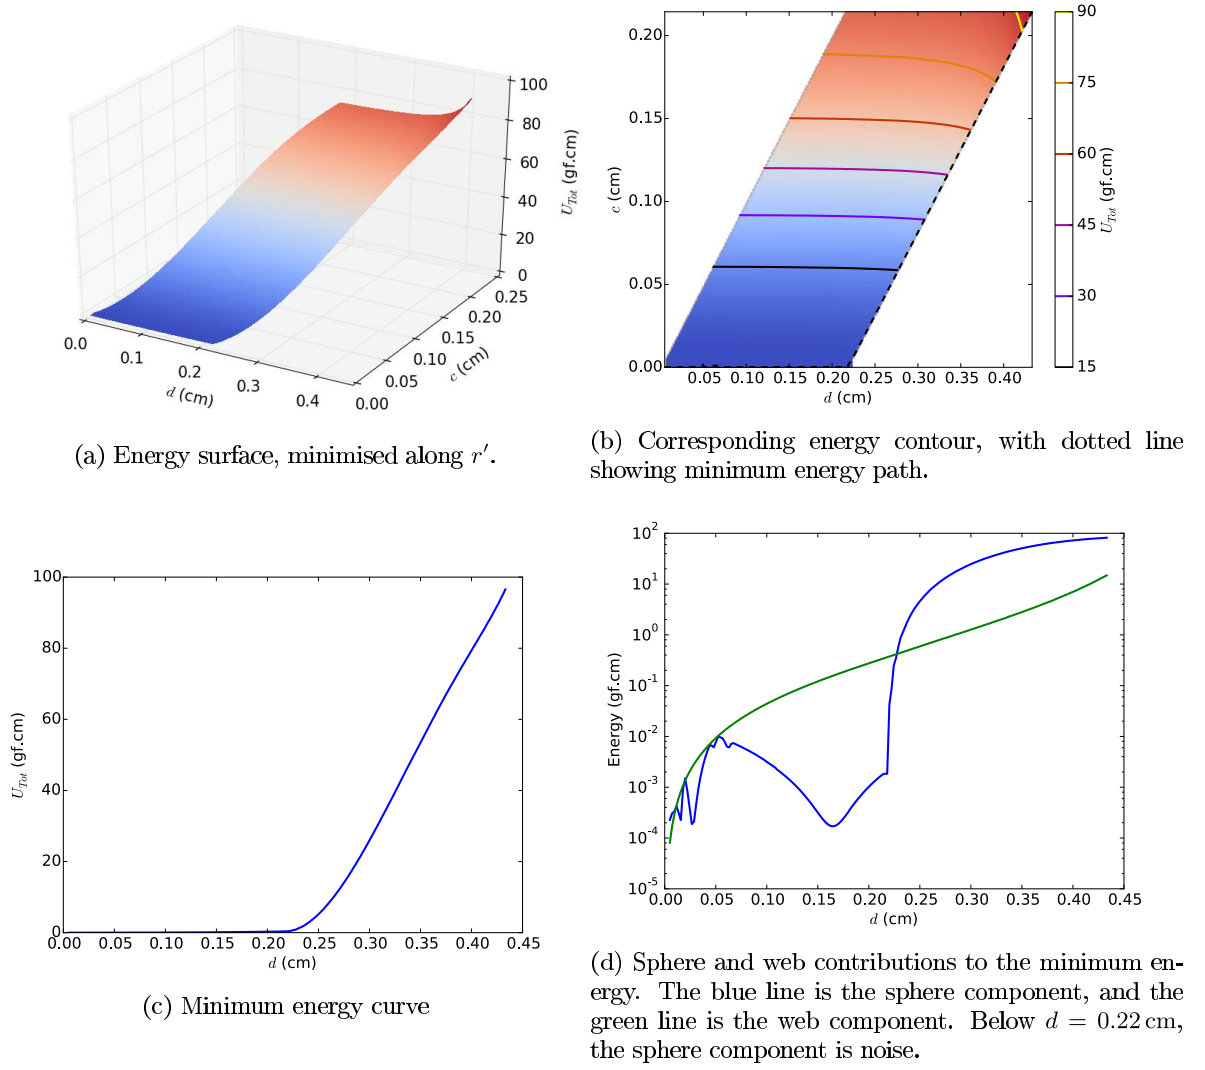 100
80
60
40
20
0
U_Tot (gf.cm)
0.0
0.1
0.2
0.3
0.4
d (cm)
0.00
0.05
0.10
0.15
0.20
0.25
c (cm)
(a) Energy surface, minimised along r′.
0.20
0.15
0.10
0.05
0.00
c (cm)
0.05 0.10 0.15 0.20 0.25 0.30 0.35 0.40
d (cm)
90
75
60
45
30
15
U_Tot (gf.cm)
(b) Corresponding energy contour, with dotted line
showing minimum energy path.
100
80
60
40
20
0
U_Tot (gf.cm)
0.00 0.05 0.10 0.15 0.20 0.25 0.30 0.35 0.40 0.45
d (cm)
(c) Minimum energy curve
10^2
10^1
10^0
10^-1
10^-2
10^-3
10^-4
10^-5
Energy (gf.cm)
0.00 0.05 0.10 0.15 0.20 0.25 0.30 0.35 0.40 0.45
d (cm)
(d) Sphere and web contributions to the minimum en-
ergy. The blue line is the sphere component, and the
green line is the web component. Below d = 0.22 cm,
the sphere component is noise.